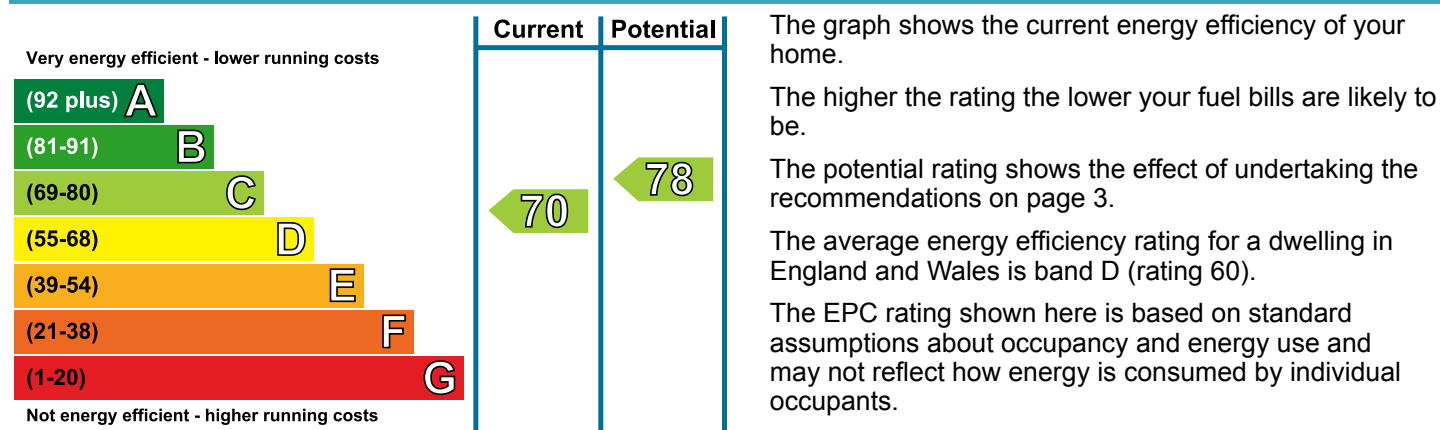 Current Potential
Very energy efficient - lower running costs
(92 plus) A
(81-91) B
(69-80) C
(55-68) D
(39-54) E
(21-38) F
(1-20) G
Not energy efficient - higher running costs
70
78
The graph shows the current energy efficiency of your
home.
The higher the rating the lower your fuel bills are likely to
be.
The potential rating shows the effect of undertaking the
recommendations on page 3.
The average energy efficiency rating for a dwelling in
England and Wales is band D (rating 60).
The EPC rating shown here is based on standard
assumptions about occupancy and energy use and
may not reflect how energy is consumed by individual
occupants.